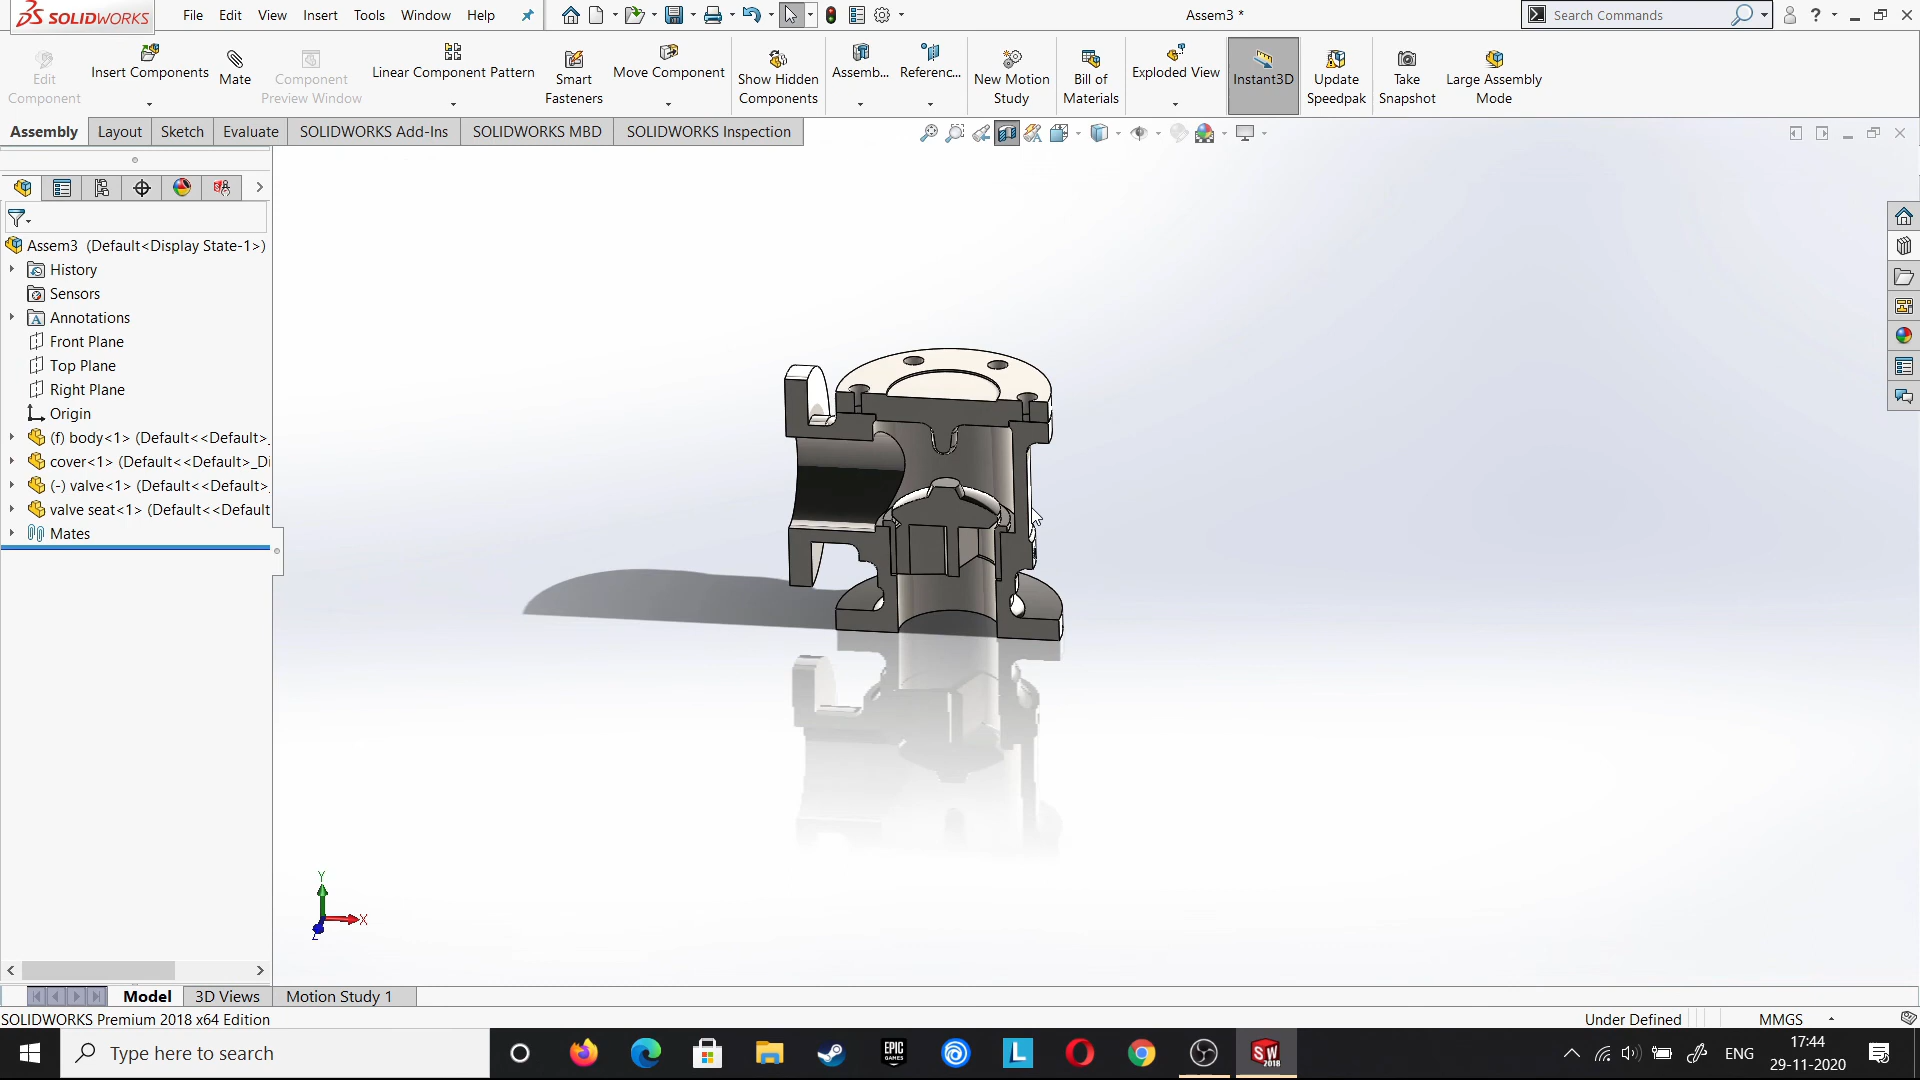 SOLIDWORKS
File Edit View Insert Tools Window Help
Assem3 *
Search Commands
Edit Component
Insert Components
Mate
Component Preview Window
Linear Component Pattern
Smart Fasteners
Move Component
Show Hidden Components
Assemb...
Referenc...
New Motion Study
Bill of Materials
Exploded View
Instant3D
Update Speedpak
Take Snapshot
Large Assembly Mode
Assembly Layout Sketch Evaluate SOLIDWORKS Add-Ins SOLIDWORKS MBD SOLIDWORKS Inspection
Assem3 (Default<Display State-1>)
History
Sensors
Annotations
Front Plane
Top Plane
Right Plane
Origin
(f) body<1> (Default<<Default>_
cover<1> (Default<<Default>_Di
(-) valve<1> (Default<<Default>_
valve seat<1> (Default<<Default
Mates
Y
X
Z
Model 3D Views Motion Study 1
SOLIDWORKS Premium 2018 x64 Edition
Under Defined
MMGS
Type here to search
EPIC GAMES
L
SW 2018
ENG
17:44
29-11-2020